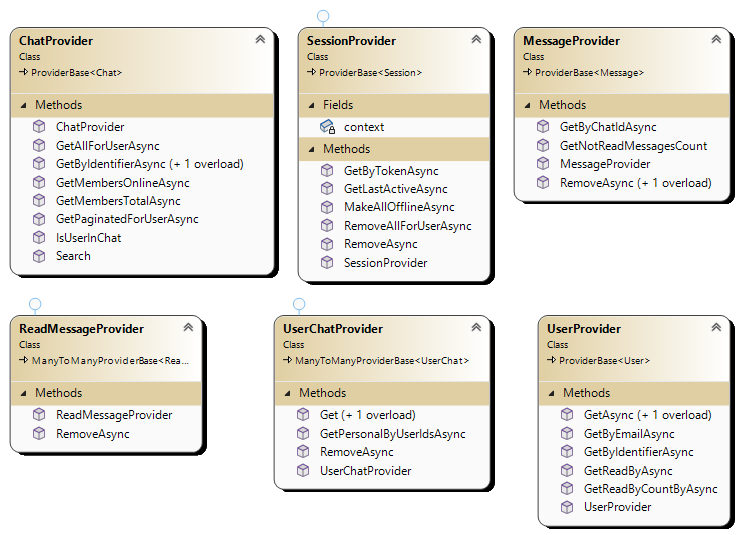 ChatProvider
Class
ProviderBase<Chat>
Methods
ChatProvider
GetAllForUserAsync
GetByIdentifierAsync (+ 1 overload)
GetMembersOnlineAsync
GetMembersTotalAsync
GetPaginatedForUserAsync
IsUserInChat
Search
SessionProvider
Class
ProviderBase<Session>
Fields
context
Methods
GetByTokenAsync
GetLastActiveAsync
MakeAllOfflineAsync
RemoveAllForUserAsync
RemoveAsync
SessionProvider
MessageProvider
Class
ProviderBase<Message>
Methods
GetByChatIdAsync
GetNotReadMessagesCount
MessageProvider
RemoveAsync (+ 1 overload)
ReadMessageProvider
Class
ManyToManyProviderBase<Rea...
Methods
ReadMessageProvider
RemoveAsync
UserChatProvider
Class
ManyToManyProviderBase<UserChat>
Methods
Get (+ 1 overload)
GetPersonalByUserIdsAsync
RemoveAsync
UserChatProvider
UserProvider
Class
ProviderBase<User>
Methods
GetAsync (+ 1 overload)
GetByEmailAsync
GetByIdentifierAsync
GetReadByAsync
GetReadByCountByAsync
UserProvider